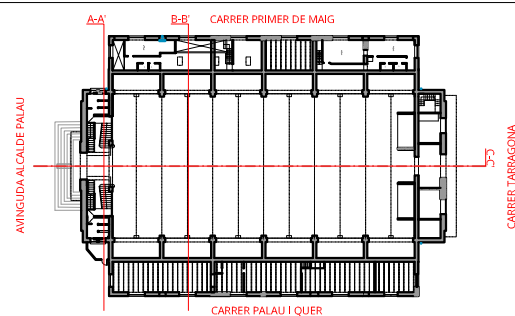 A-A'
B-B'
CARRER PRIMER DE MAIG
AVINGUDA ALCALDE PALAU
C-C'
CARRER TARRAGONA
CARRER PALAU I QUER